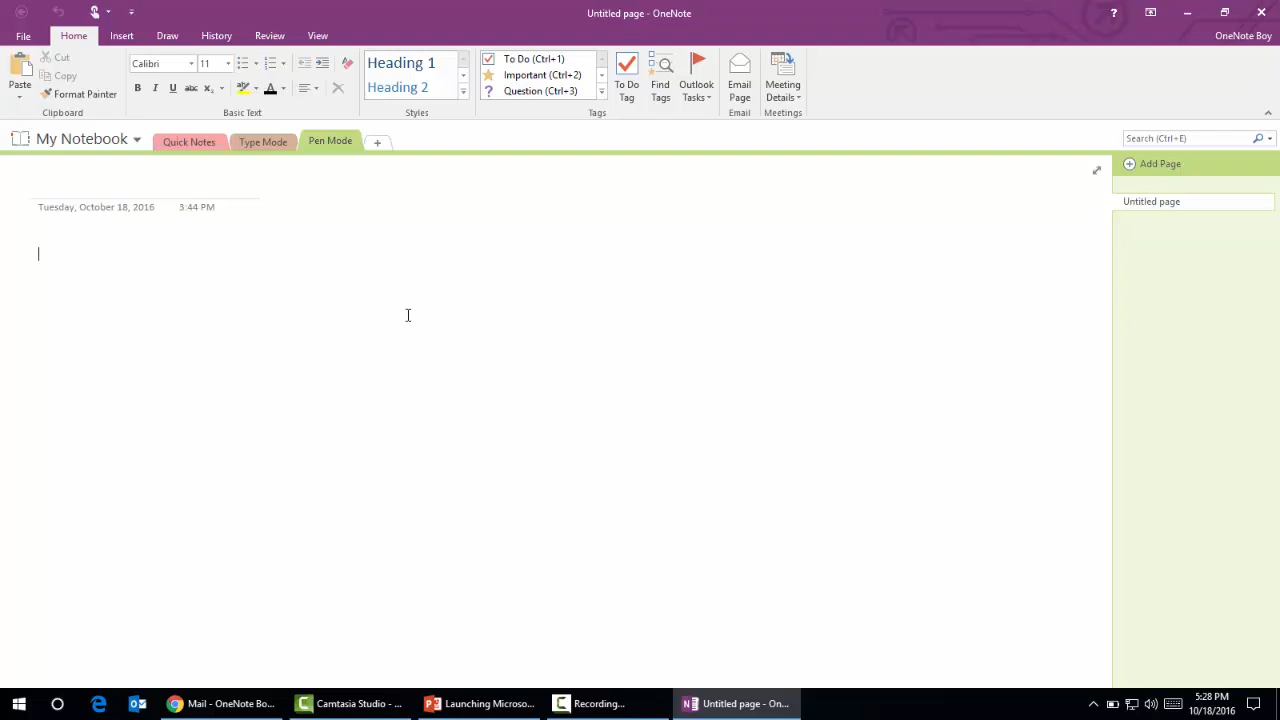 Untitled page - OneNote
?
File Home Insert Draw History Review View OneNote Boy
Paste
Cut
Copy
Format Painter
Clipboard
Calibri 11
B I U abc x₂ A
Basic Text
Heading 1
Heading 2
Styles
To Do (Ctrl+1)
Important (Ctrl+2)
? Question (Ctrl+3)
To Do
Tag
Find
Tags
Outlook
Tasks
Tags
Email
Page
Email
Meeting
Details
Meetings
My Notebook Quick Notes Type Mode Pen Mode + Search (Ctrl+E)
Add Page
Untitled page
Tuesday, October 18, 2016 3:44 PM
Mail - OneNote Bo... Camtasia Studio - ... Launching Microso... Recording... Untitled page - On...
5:28 PM
10/18/2016